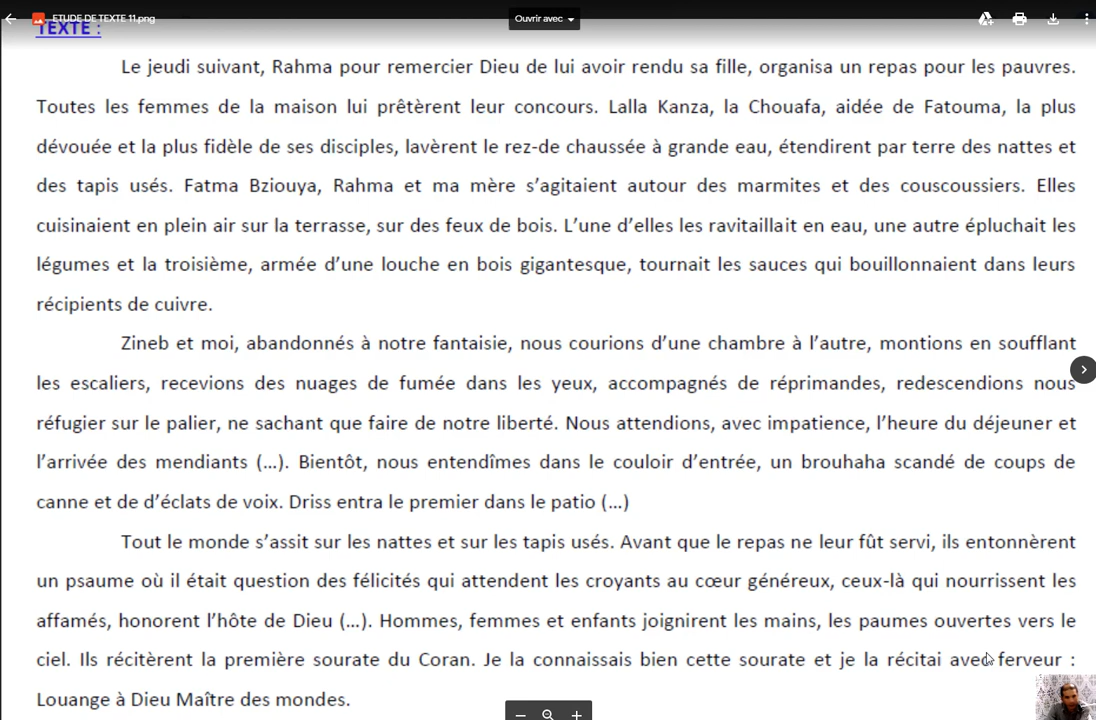 ETUDE DE TEXTE 11.png
Ouvrir avec
TEXTE :
Le jeudi suivant, Rahma pour remercier Dieu de lui avoir rendu sa fille, organisa un repas pour les pauvres.
Toutes les femmes de la maison lui prêtèrent leur concours. Lalla Kanza, la Chouafa, aidée de Fatouma, la plus
dévouée et la plus fidèle de ses disciples, lavèrent le rez-de chaussée à grande eau, étendirent par terre des nattes et
des tapis usés. Fatma Bziouya, Rahma et ma mère s'agitaient autour des marmites et des couscoussiers. Elles
cuisinaient en plein air sur la terrasse, sur des feux de bois. L'une d'elles les ravitaillait en eau, une autre épluchait les
légumes et la troisième, armée d'une louche en bois gigantesque, tournait les sauces qui bouillonnaient dans leurs
récipients de cuivre.
Zineb et moi, abandonnés à notre fantaisie, nous courions d'une chambre à l'autre, montions en soufflant
les escaliers, recevions des nuages de fumée dans les yeux, accompagnés de réprimandes, redescendions nous
réfugier sur le palier, ne sachant que faire de notre liberté. Nous attendions, avec impatience, l'heure du déjeuner et
l'arrivée des mendiants (…). Bientôt, nous entendîmes dans le couloir d'entrée, un brouhaha scandé de coups de
canne et de d'éclats de voix. Driss entra le premier dans le patio (…)
Tout le monde s'assit sur les nattes et sur les tapis usés. Avant que le repas ne leur fût servi, ils entonnèrent
un psaume où il était question des félicités qui attendent les croyants au cœur généreux, ceux-là qui nourrissent les
affamés, honorent l'hôte de Dieu (…). Hommes, femmes et enfants joignirent les mains, les paumes ouvertes vers le
ciel. Ils récitèrent la première sourate du Coran. Je la connaissais bien cette sourate et je la récitai avec ferveur :
Louange à Dieu Maître des mondes.